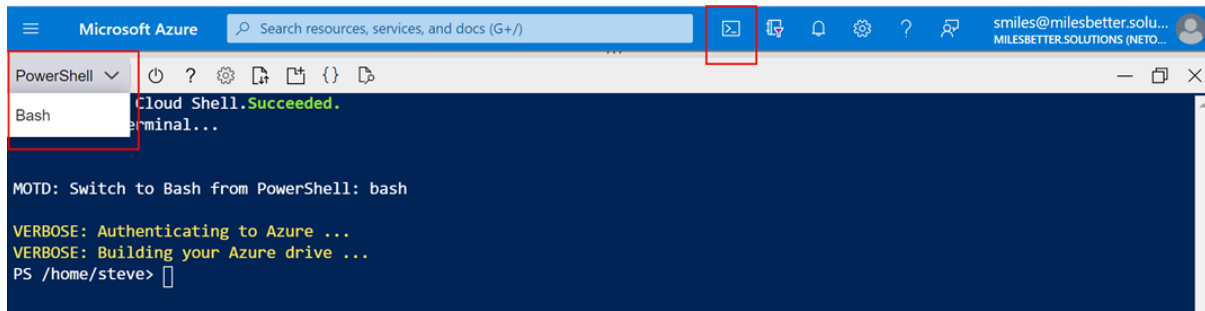 Microsoft Azure
Search resources, services, and docs (G+/)
smiles@milesbetter.solu...
MILESBETTER.SOLUTIONS (NETO...
PowerShell
Bash
Cloud Shell.Succeeded.
erminal...
MOTD: Switch to Bash from PowerShell: bash
VERBOSE: Authenticating to Azure ...
VERBOSE: Building your Azure drive ...
PS /home/steve>